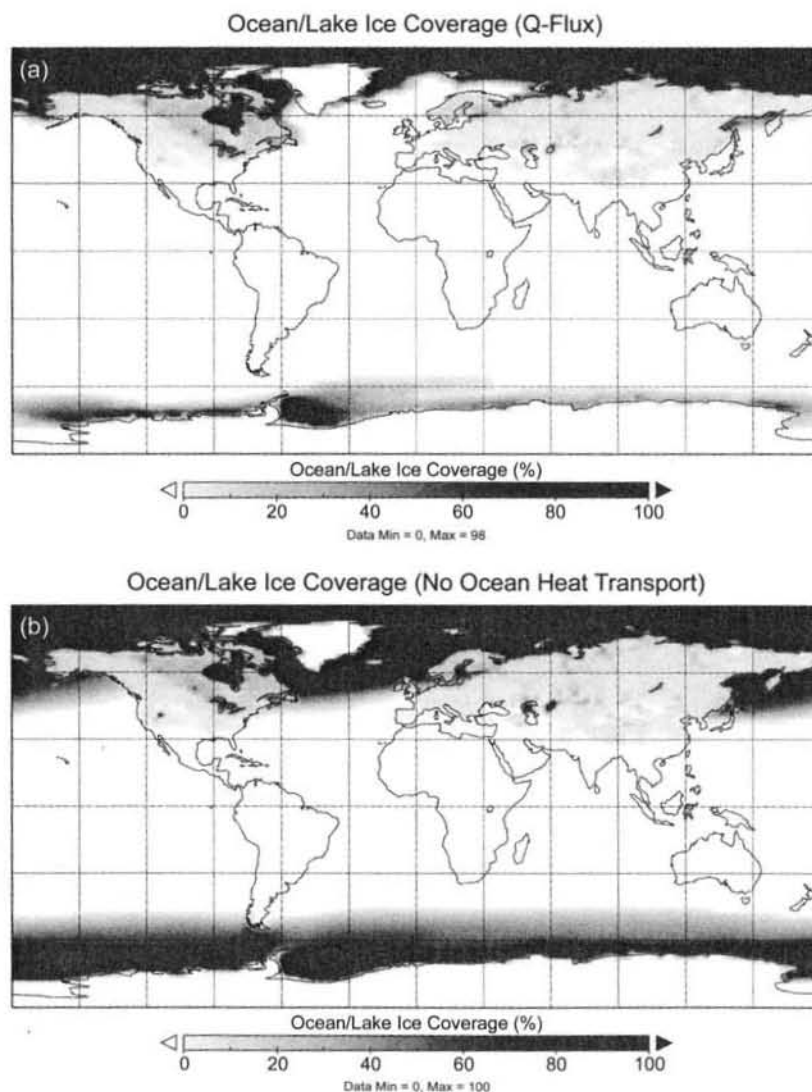 Ocean/Lake Ice Coverage (Q-Flux)
(a)
Ocean/Lake Ice Coverage (%)
0 20 40 60 80 100
Data Min = 0, Max = 98
Ocean/Lake Ice Coverage (No Ocean Heat Transport)
(b)
Ocean/Lake Ice Coverage (%)
0 20 40 60 80 100
Data Min = 0, Max = 100